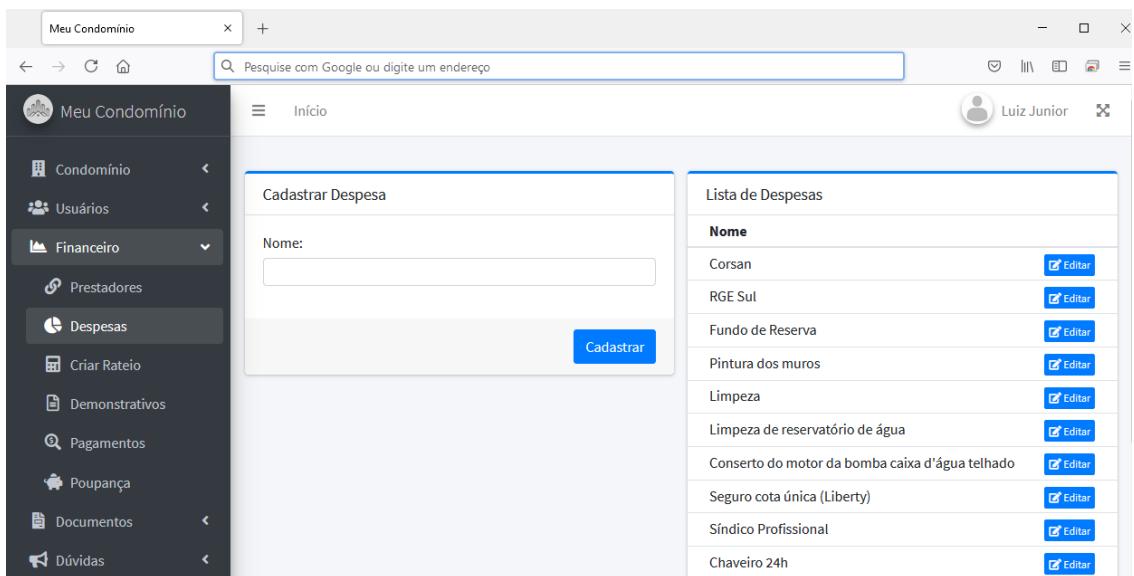 Meu Condomínio
Pesquise com Google ou digite um endereço
Meu Condomínio
Início
Luiz Junior
Condomínio
Usuários
Financeiro
Prestadores
Despesas
Criar Rateio
Demonstrativos
Pagamentos
Poupança
Documentos
Dúvidas
Cadastrar Despesa
Nome:
Cadastrar
Lista de Despesas
Nome
Corsan Editar
RGE Sul Editar
Fundo de Reserva Editar
Pintura dos muros Editar
Limpeza Editar
Limpeza de reservatório de água Editar
Conserto do motor da bomba caixa d'água telhado Editar
Seguro cota única (Liberty) Editar
Síndico Profissional Editar
Chaveiro 24h Editar